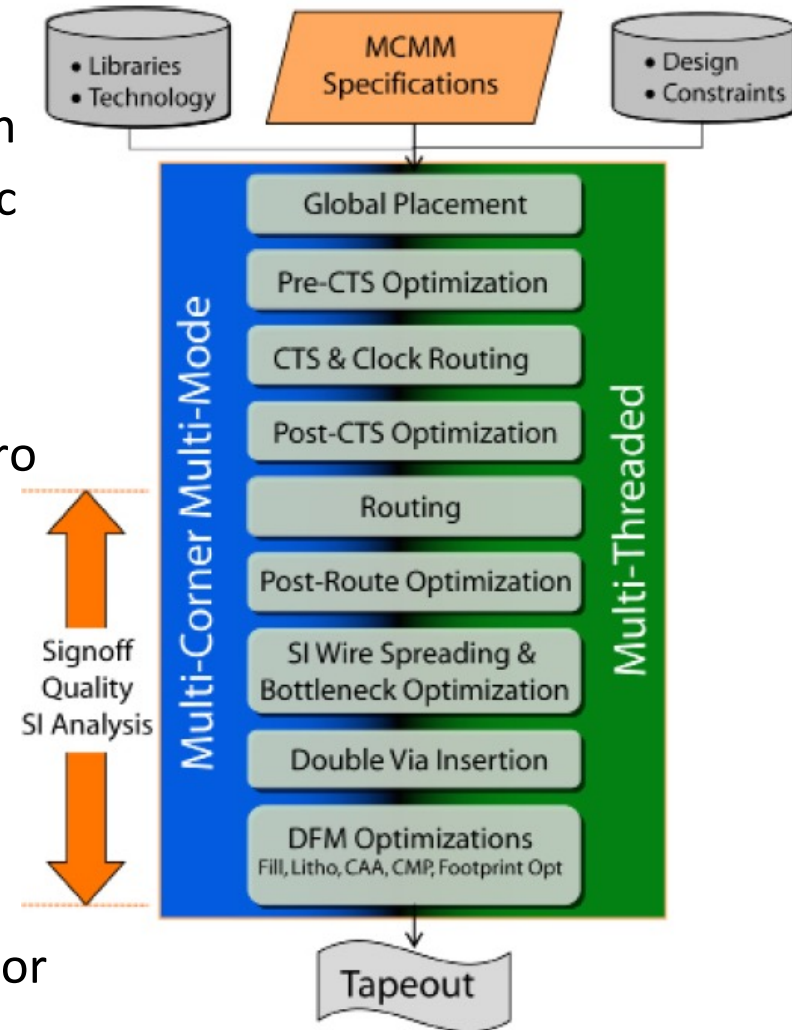 • Libraries
• Technology
MCMM
Specifications
• Design
• Constraints
n
c
ro
or
Global Placement
Pre-CTS Optimization
CTS & Clock Routing
Post-CTS Optimization
Routing
Post-Route Optimization
SI Wire Spreading &
Bottleneck Optimization
Double Via Insertion
DFM Optimizations
Fill, Litho, CAA, CMP, Footprint Opt
Multi-Corner Multi-Mode
Multi-Threaded
Signoff
Quality
SI Analysis
Tapeout